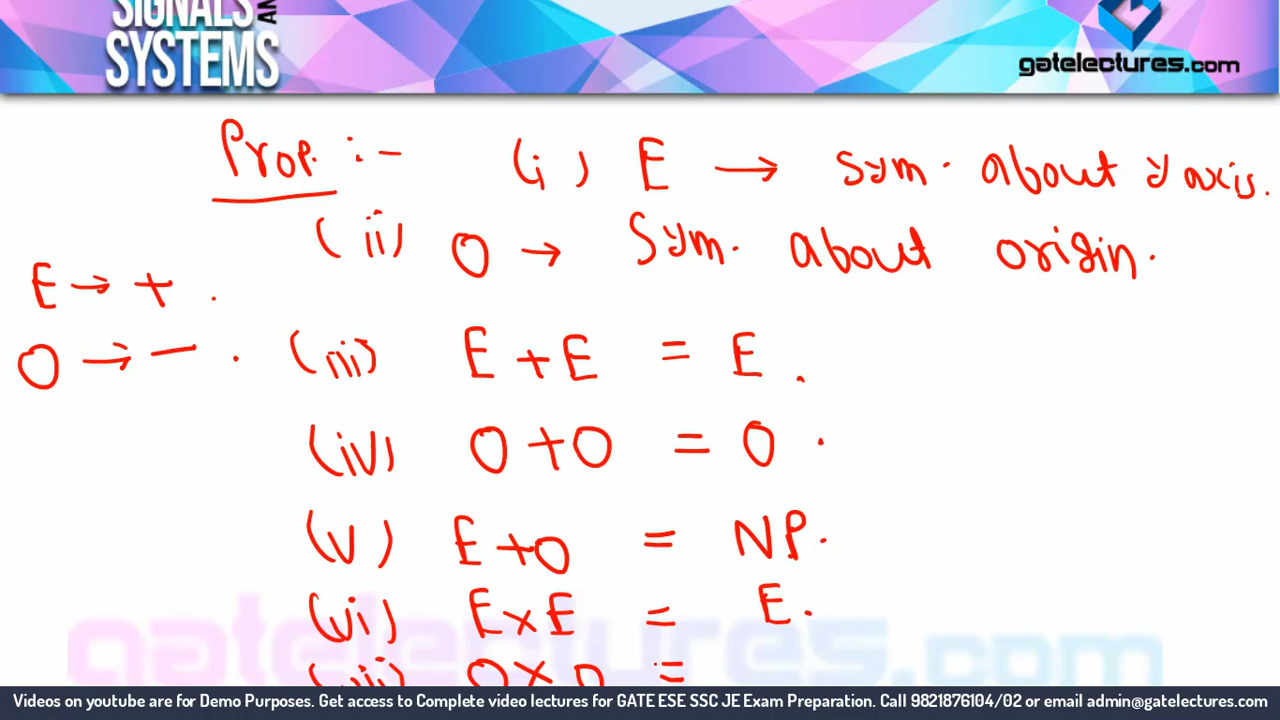 SIGNALS AND
SYSTEMS
gatelectures.com
Prop. :- (i) E → Sym. about y axis.
(ii) O → Sym. about origin.
E → + .
O → - .
(iii) E + E = E .
(iv) O + O = O .
(v) E + O = NP.
(vi) E × E = E .
O × O =
gatelectures.com
Videos on youtube are for Demo Purposes. Get access to Complete video lectures for GATE ESE SSC JE Exam Preparation. Call 9821876104/02 or email admin@gatelectures.com